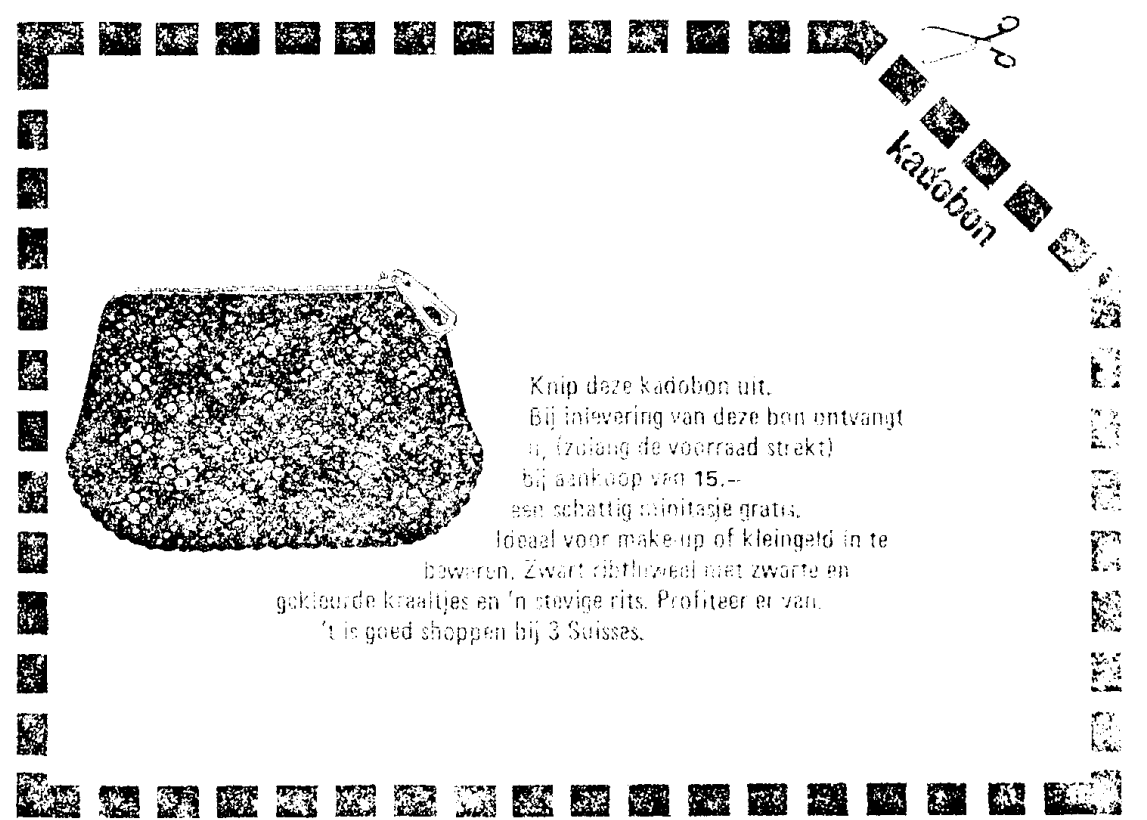 kadobon
Knip deze kadobon uit.
Bij inlevering van deze bon ontvangt
u, (zolang de voorraad strekt)
bij aankoop van 15.--
een schattig minitasje gratis.
Ideaal voor make-up of kleingeld in te
bewaren. Zwart ribfluweel met zwarte en
gekleurde kraaltjes en 'n stevige rits. Profiteer er van.
't is goed shoppen bij 3 Suisses.